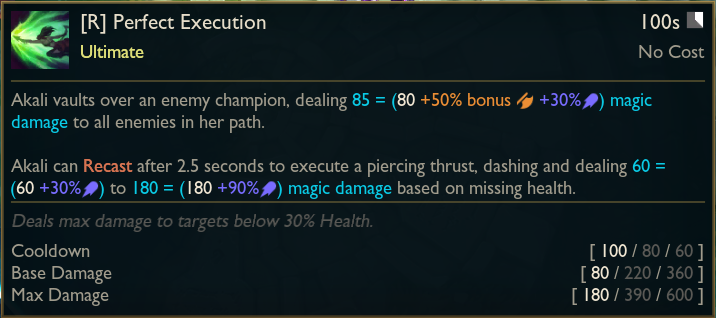 [R] Perfect Execution 100s
Ultimate No Cost
Akali vaults over an enemy champion, dealing 85 = (80 +50% bonus +30%) magic
damage to all enemies in her path.
Akali can Recast after 2.5 seconds to execute a piercing thrust, dashing and dealing 60 =
(60 +30%) to 180 = (180 +90%) magic damage based on missing health.
Deals max damage to targets below 30% Health.
Cooldown [ 100 / 80 / 60 ]
Base Damage [ 80 / 220 / 360 ]
Max Damage [ 180 / 390 / 600 ]